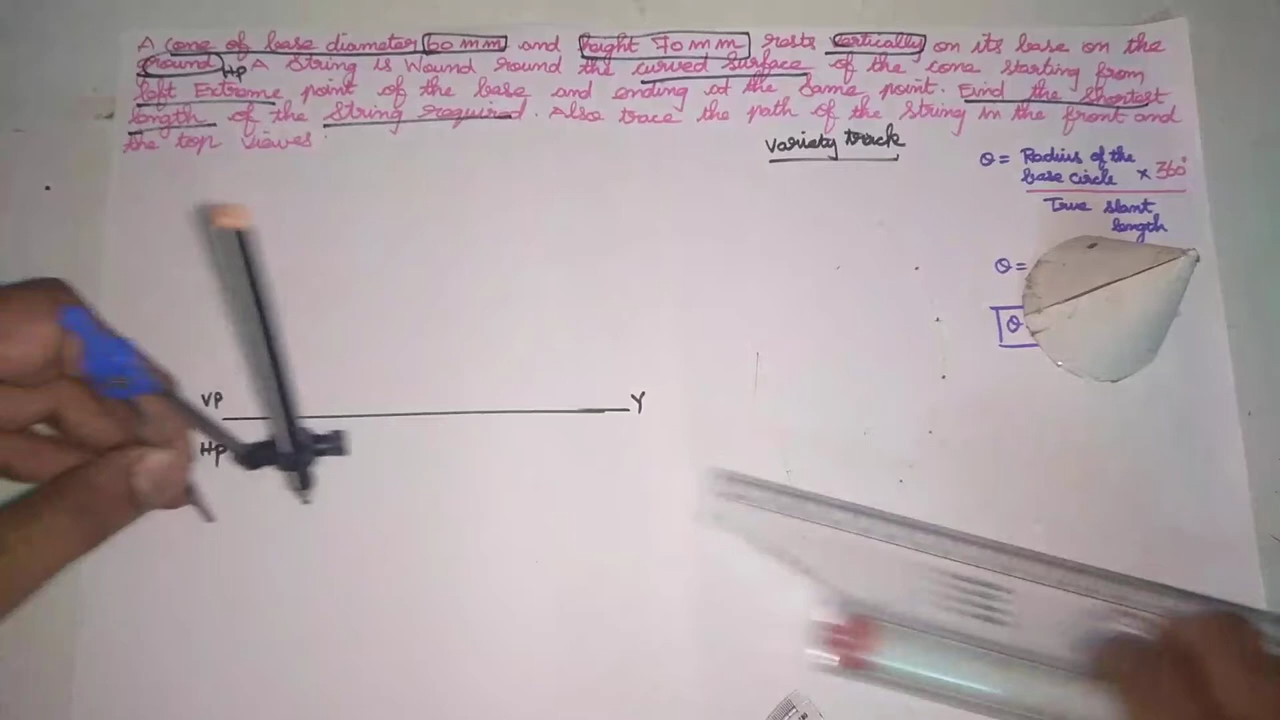 A cone of base diameter 60 mm and height 70 mm rests vertically on its base on the
ground HP. A String is Wound round the curved surface of the cone starting from
left Extreme point of the base and ending at the same point. Find the shortest
length of the string required. Also trace the path of the string in the front and
the top views.
variety track
θ = Radius of the
base circle × 360°
True slant
length
θ =
θ
VP
Y
HP